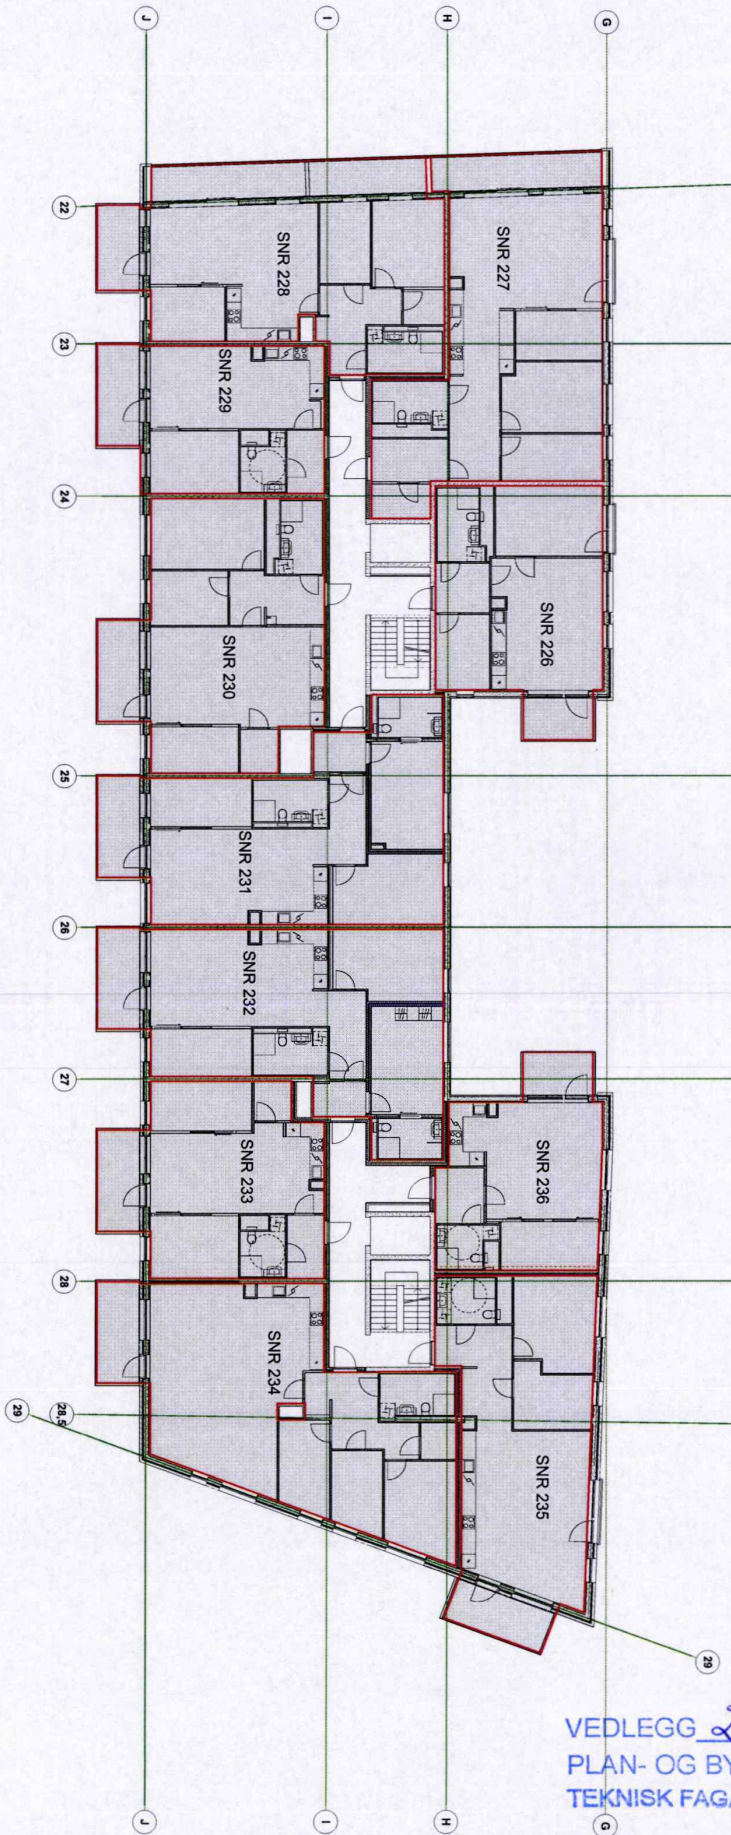 J
I
H
G
22
SNR 228
SNR 227
23
SNR 229
24
SNR 230
SNR 226
25
SNR 231
26
SNR 232
27
SNR 233
SNR 236
28
SNR 234
29
28,5
SNR 235
29
VEDLEGG
PLAN- OG BY
TEKNISK FAGA
J
I
H
G